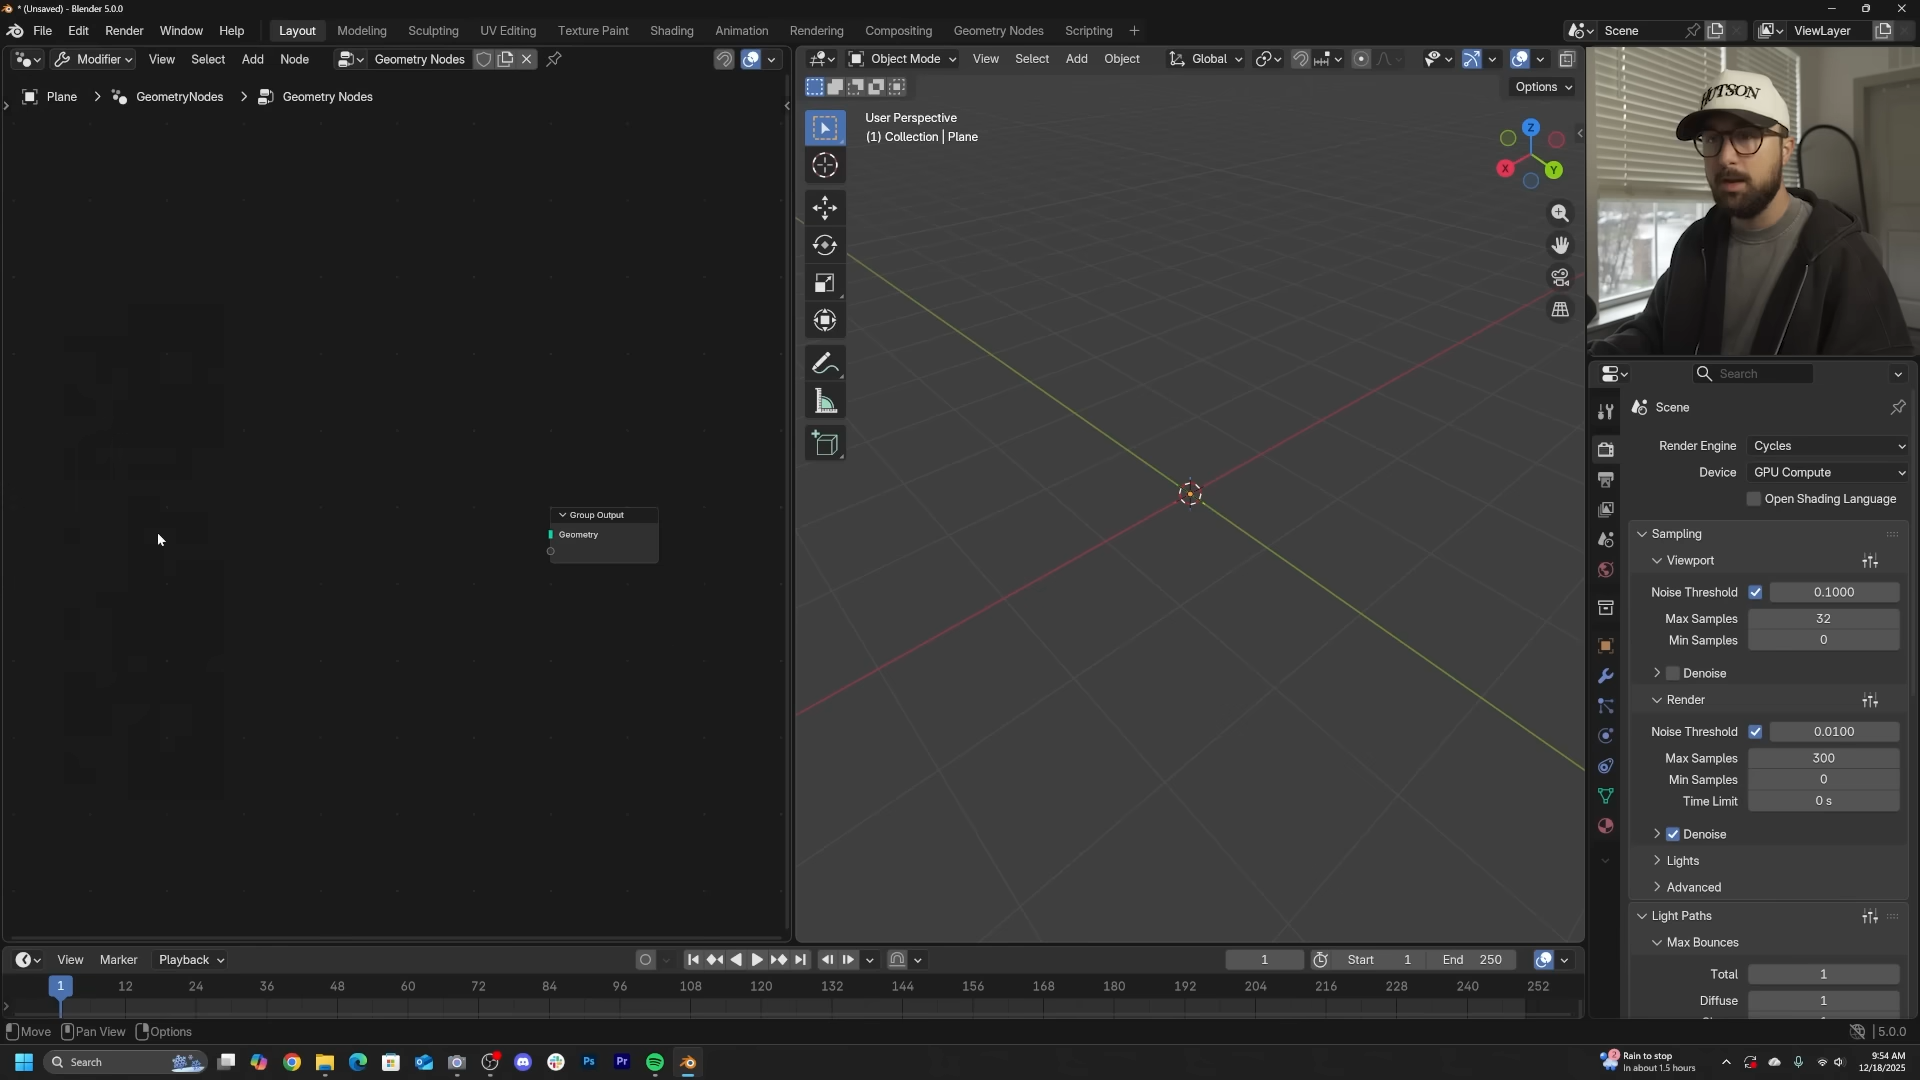 * (Unsaved) - Blender 5.0.0
File Edit Render Window Help
Layout Modeling Sculpting UV Editing Texture Paint Shading Animation Rendering Compositing Geometry Nodes Scripting
Scene
ViewLayer
Modifier View Select Add Node
Geometry Nodes
Object Mode View Select Add Object
Global
Options
Plane GeometryNodes Geometry Nodes
User Perspective
(1) Collection | Plane
Z
X
Y
HUTSON
Group Output
Geometry
Search
Scene
Render Engine Cycles
Device GPU Compute
Open Shading Language
Sampling
Viewport
Noise Threshold 0.1000
Max Samples 32
Min Samples 0
Denoise
Render
Noise Threshold 0.0100
Max Samples 300
Min Samples 0
Time Limit 0 s
Denoise
Lights
Advanced
Light Paths
Max Bounces
Total 1
Diffuse 1
View Marker Playback
1
Start 1
End 250
1 12 24 36 48 60 72 84 96 108 120 132 144 156 168 180 192 204 216 228 240 252
Move Pan View Options
5.0.0
Search
Ps
Pr
2
Rain to stop
In about 1.5 hours
9:54 AM
12/18/2025